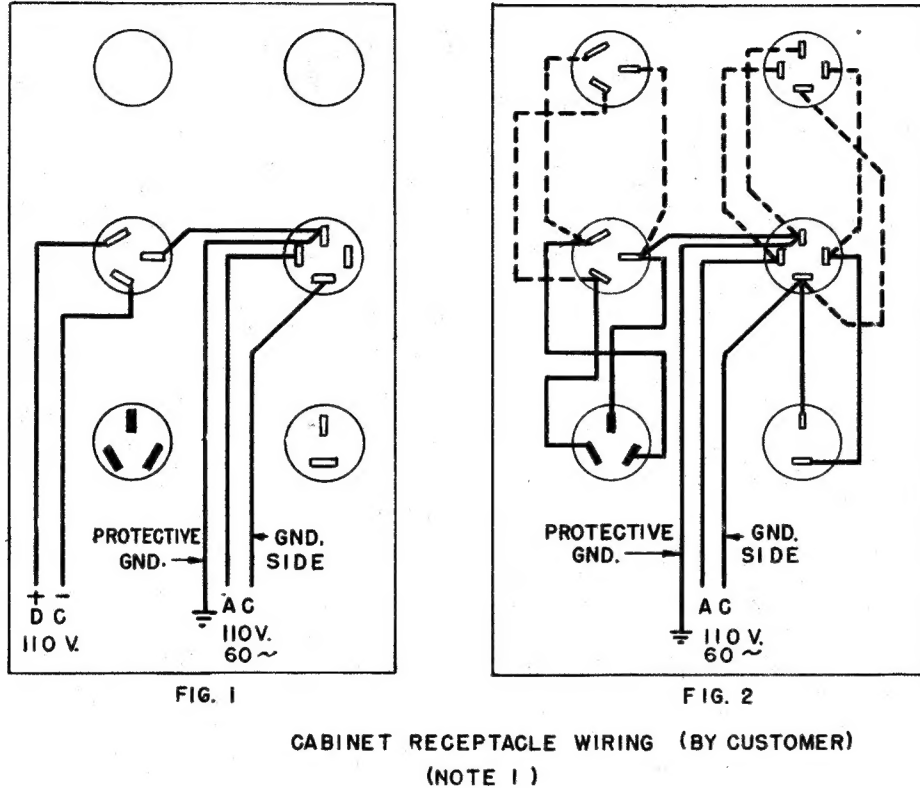 PROTECTIVE
GND.
GND.
SIDE
+ −
D C
110 V.
AC
110V.
60 ~
FIG. 1
PROTECTIVE
GND.
GND.
SIDE
AC
110 V.
60 ~
FIG. 2
CABINET RECEPTACLE WIRING (BY CUSTOMER)
(NOTE 1)